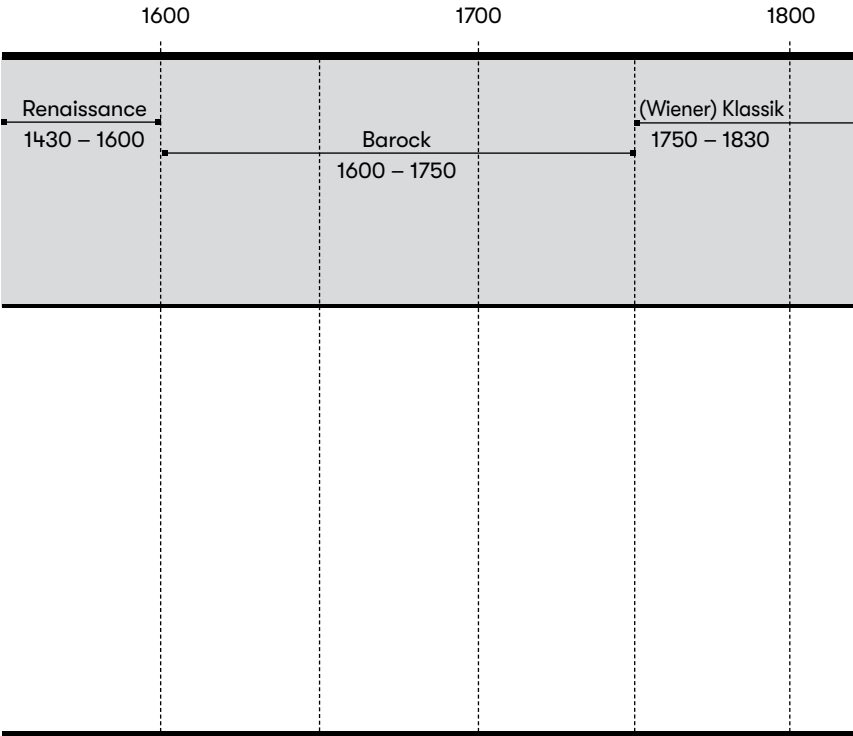 1600 1700 1800
Renaissance
1430 – 1600
Barock
1600 – 1750
(Wiener) Klassik
1750 – 1830